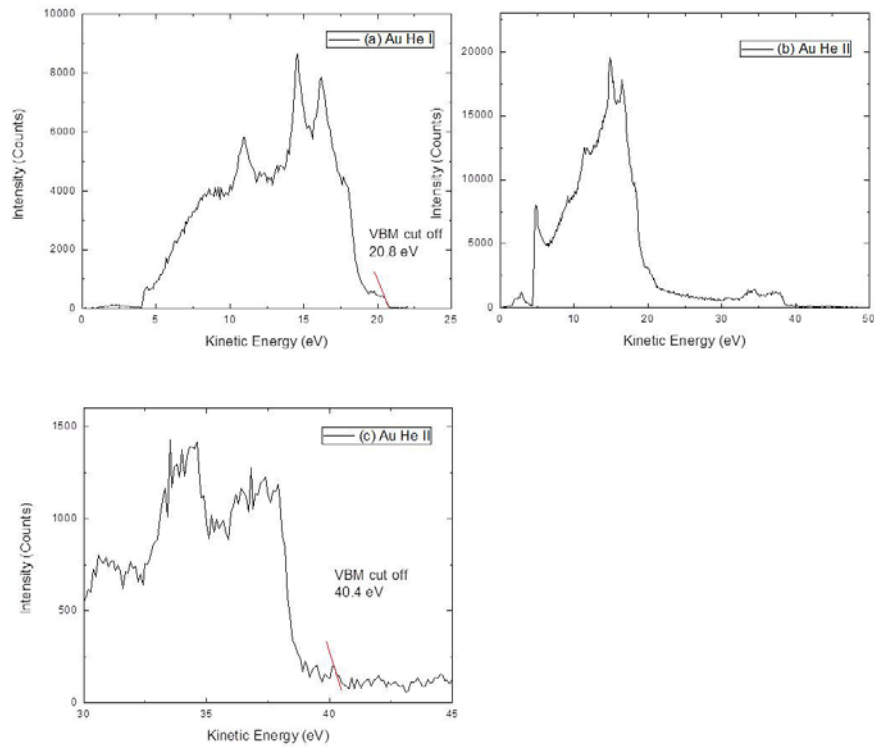 10000
8000
6000
4000
2000
0
0 5 10 15 20 25
Intensity (Counts)
Kinetic Energy (eV)
(a) Au He I
VBM cut off
20.8 eV
20000
15000
10000
5000
0
0 10 20 30 40 50
Intensity (Counts)
Kinetic Energy (eV)
(b) Au He II
1500
1000
500
0
30 35 40 45
Intensity (Counts)
Kinetic Energy (eV)
(c) Au He II
VBM cut off
40.4 eV